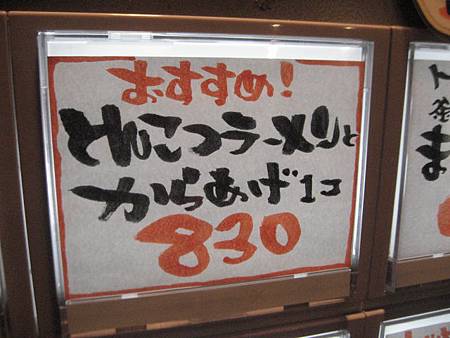 おすすめ！
とんこつラーメンと
からあげ1コ
830